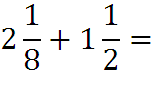 2 1/8 + 1 1/2 =